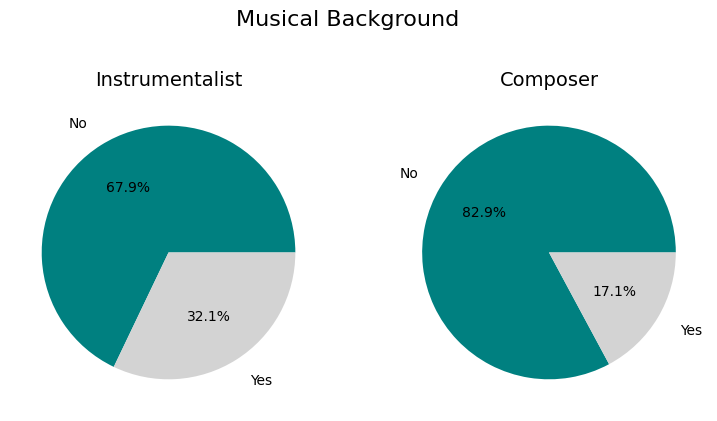 Musical Background
Instrumentalist
No
67.9%
32.1%
Yes
Composer
No
82.9%
17.1%
Yes